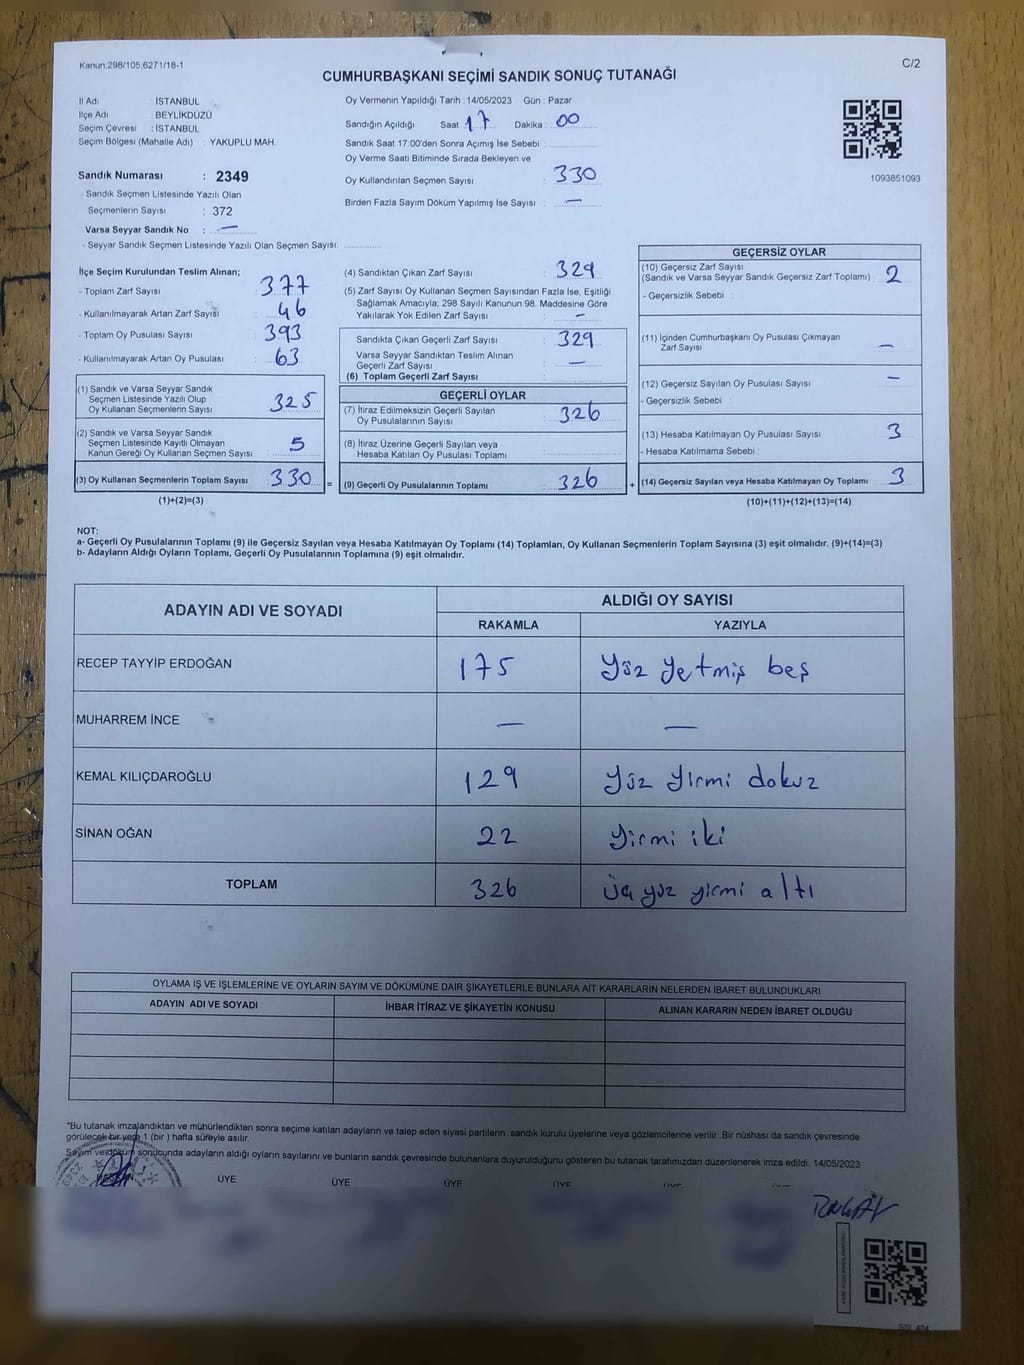 Kanun.298/105,6271/18-1
C/2
CUMHURBAŞKANI SEÇİMİ SANDIK SONUÇ TUTANAĞI
İl Adı : İSTANBUL
İlçe Adı : BEYLİKDÜZÜ
Seçim Çevresi : İSTANBUL
Seçim Bölgesi (Mahalle Adı) : YAKUPLU MAH.
Sandık Numarası : 2349
- Sandık Seçmen Listesinde Yazılı Olan
Seçmenlerin Sayısı : 372
Varsa Seyyar Sandık No : —
- Seyyar Sandık Seçmen Listesinde Yazılı Olan Seçmen Sayısı:
Oy Vermenin Yapıldığı Tarih : 14/05/2023 Gün : Pazar
Sandığın Açıldığı Saat : 17 Dakika : 00
Sandık Saat 17:00'den Sonra Açımış İse Sebebi :
Oy Verme Saati Bitiminde Sırada Bekleyen ve
Oy Kullandırılan Seçmen Sayısı : 330
Birden Fazla Sayım Döküm Yapılmış İse Sayısı : —
1093851093
İlçe Seçim Kurulundan Teslim Alınan;
- Toplam Zarf Sayısı : 377
- Kullanılmayarak Artan Zarf Sayısı : 46
- Toplam Oy Pusulası Sayısı : 393
- Kullanılmayarak Artan Oy Pusulası : 63
(1) Sandık ve Varsa Seyyar Sandık
Seçmen Listesinde Yazılı Olup
Oy Kullanan Seçmenlerin Sayısı : 325
(2) Sandık ve Varsa Seyyar Sandık
Seçmen Listesinde Kayıtlı Olmayan
Kanun Gereği Oy Kullanan Seçmen Sayısı : 5
(3) Oy Kullanan Seçmenlerin Toplam Sayısı : 330
(1)+(2)=(3)
(4) Sandıktan Çıkan Zarf Sayısı : 329
(5) Zarf Sayısı Oy Kullanan Seçmen Sayısından Fazla İse, Eşitliği
Sağlamak Amacıyla; 298 Sayılı Kanunun 98. Maddesine Göre
Yakılarak Yok Edilen Zarf Sayısı : —
Sandıkta Çıkan Geçerli Zarf Sayısı : 329
Varsa Seyyar Sandıktan Teslim Alınan
Geçerli Zarf Sayısı : —
(6) Toplam Geçerli Zarf Sayısı :
=
GEÇERLİ OYLAR
(7) İtiraz Edilmeksizin Geçerli Sayılan
Oy Pusulalarının Sayısı : 326
(8) İtiraz Üzerine Geçerli Sayılan veya
Hesaba Katılan Oy Pusulası Toplamı :
(9) Geçerli Oy Pusulalarının Toplamı : 326
+
GEÇERSİZ OYLAR
(10) Geçersiz Zarf Sayısı
(Sandık ve Varsa Seyyar Sandık Geçersiz Zarf Toplamı) : 2
- Geçersizlik Sebebi :
(11) İçinden Cumhurbaşkanı Oy Pusulası Çıkmayan
Zarf Sayısı : —
(12) Geçersiz Sayılan Oy Pusulası Sayısı : —
- Geçersizlik Sebebi :
(13) Hesaba Katılmayan Oy Pusulası Sayısı : 3
- Hesaba Katılmama Sebebi :
(14) Geçersiz Sayılan veya Hesaba Katılmayan Oy Toplamı : 3
(10)+(11)+(12)+(13)=(14)
NOT:
a- Geçerli Oy Pusulalarının Toplamı (9) ile Geçersiz Sayılan veya Hesaba Katılmayan Oy Toplamı (14) Toplamları, Oy Kullanan Seçmenlerin Toplam Sayısına (3) eşit olmalıdır. (9)+(14)=(3)
b- Adayların Aldığı Oyların Toplamı, Geçerli Oy Pusulalarının Toplamına (9) eşit olmalıdır.
ADAYIN ADI VE SOYADI
ALDIĞI OY SAYISI
RAKAMLA YAZIYLA
RECEP TAYYİP ERDOĞAN 175 Yüz yetmiş beş
MUHARREM İNCE — —
KEMAL KILIÇDAROĞLU 129 Yüz yirmi dokuz
SİNAN OĞAN 22 Yirmi iki
TOPLAM 326 Üç yüz yirmi altı
OYLAMA İŞ VE İŞLEMLERİNE VE OYLARIN SAYIM VE DÖKÜMÜNE DAİR ŞİKAYETLERLE BUNLARA AİT KARARLARIN NELERDEN İBARET BULUNDUKLARI
ADAYIN ADI VE SOYADI İHBAR İTİRAZ VE ŞİKAYETİN KONUSU ALINAN KARARIN NEDEN İBARET OLDUĞU
*Bu tutanak imzalandıktan ve mühürlendikten sonra seçime katılan adayların ve talep eden siyasi partilerin sandık kurulu üyelerine veya gözlemcilerine verilir. Bir nüshası da sandık çevresinde
görülecek bir yere 1 (bir) hafta süreyle asılır.
Sayım ve döküm sonucunda adayların aldığı oyların sayılarını ve bunların sandık çevresinde bulunanlara duyurulduğunu gösteren bu tutanak tarafımızdan düzenlenerek imza edildi. 14/05/2023
BAŞKAN ÜYE ÜYE ÜYE ÜYE